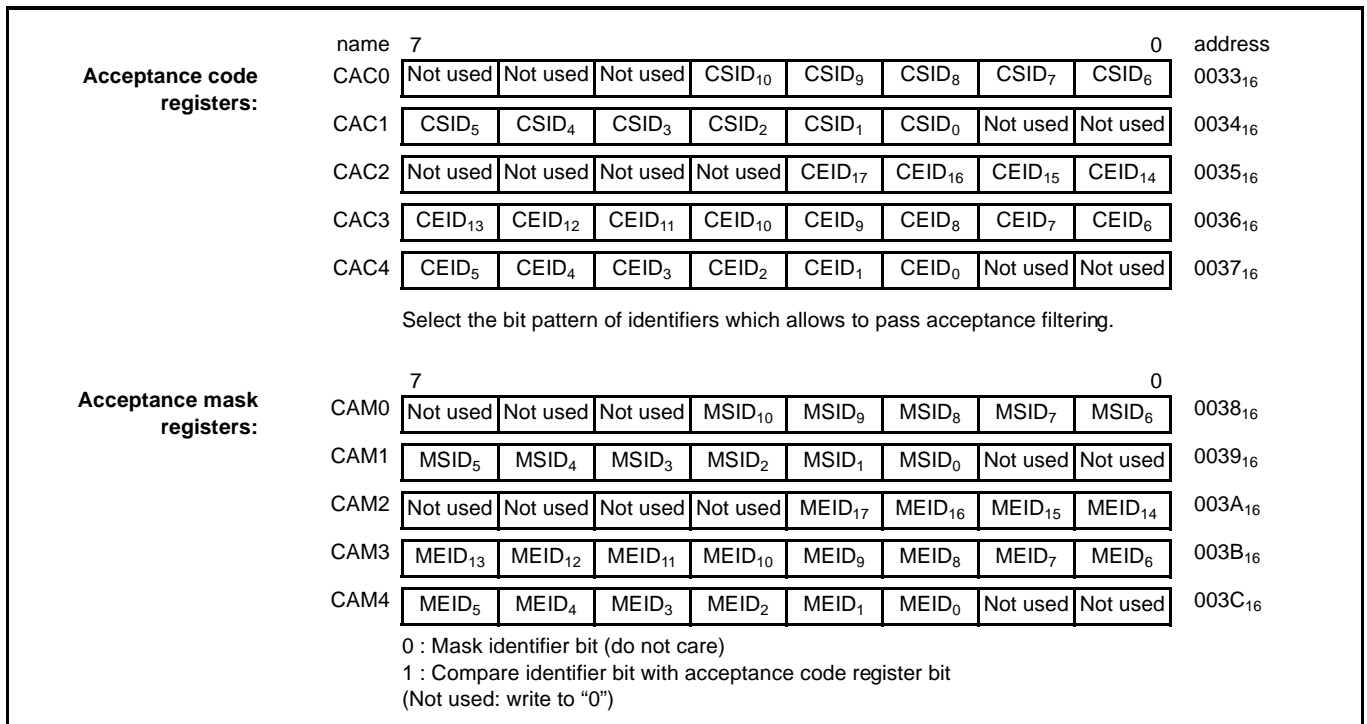 name 7 0 address
Acceptance code registers:
CAC0 Not used Not used Not used CSID₁₀ CSID₉ CSID₈ CSID₇ CSID₆ 0033₁₆
CAC1 CSID₅ CSID₄ CSID₃ CSID₂ CSID₁ CSID₀ Not used Not used 0034₁₆
CAC2 Not used Not used Not used Not used CEID₁₇ CEID₁₆ CEID₁₅ CEID₁₄ 0035₁₆
CAC3 CEID₁₃ CEID₁₂ CEID₁₁ CEID₁₀ CEID₉ CEID₈ CEID₇ CEID₆ 0036₁₆
CAC4 CEID₅ CEID₄ CEID₃ CEID₂ CEID₁ CEID₀ Not used Not used 0037₁₆
Select the bit pattern of identifiers which allows to pass acceptance filtering.
7 0
Acceptance mask registers:
CAM0 Not used Not used Not used MSID₁₀ MSID₉ MSID₈ MSID₇ MSID₆ 0038₁₆
CAM1 MSID₅ MSID₄ MSID₃ MSID₂ MSID₁ MSID₀ Not used Not used 0039₁₆
CAM2 Not used Not used Not used Not used MEID₁₇ MEID₁₆ MEID₁₅ MEID₁₄ 003A₁₆
CAM3 MEID₁₃ MEID₁₂ MEID₁₁ MEID₁₀ MEID₉ MEID₈ MEID₇ MEID₆ 003B₁₆
CAM4 MEID₅ MEID₄ MEID₃ MEID₂ MEID₁ MEID₀ Not used Not used 003C₁₆
0 : Mask identifier bit (do not care)
1 : Compare identifier bit with acceptance code register bit
(Not used: write to “0”)